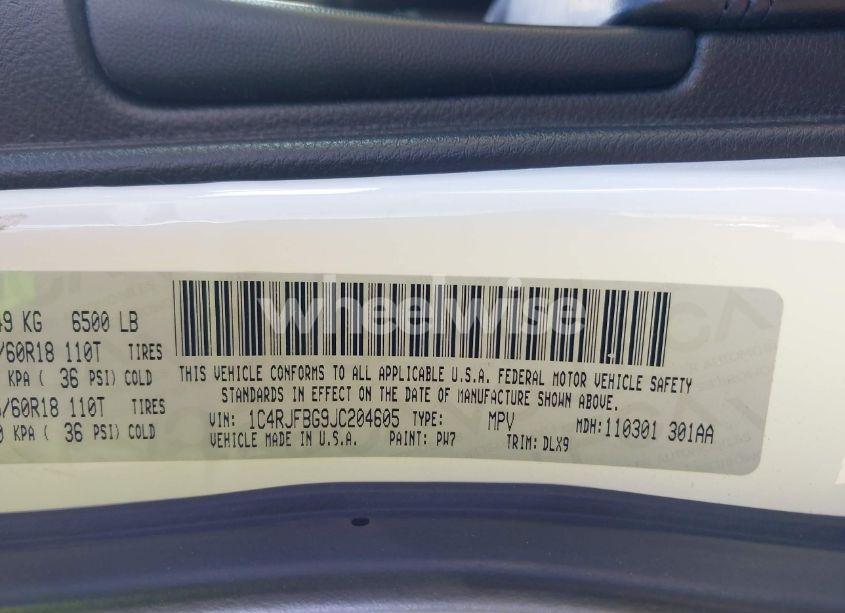 wheelwise
49 KG 6500 LB
/60R18 110T TIRES
KPA ( 36 PSI) COLD
/60R18 110T TIRES
0 KPA ( 36 PSI) COLD
THIS VEHICLE CONFORMS TO ALL APPLICABLE U.S.A. FEDERAL MOTOR VEHICLE SAFETY
STANDARDS IN EFFECT ON THE DATE OF MANUFACTURE SHOWN ABOVE.
VIN: 1C4RJFBG9JC204605 TYPE: MPV MDH: 110301 301AA
VEHICLE MADE IN U.S.A. PAINT: PW7 TRIM: DLX9